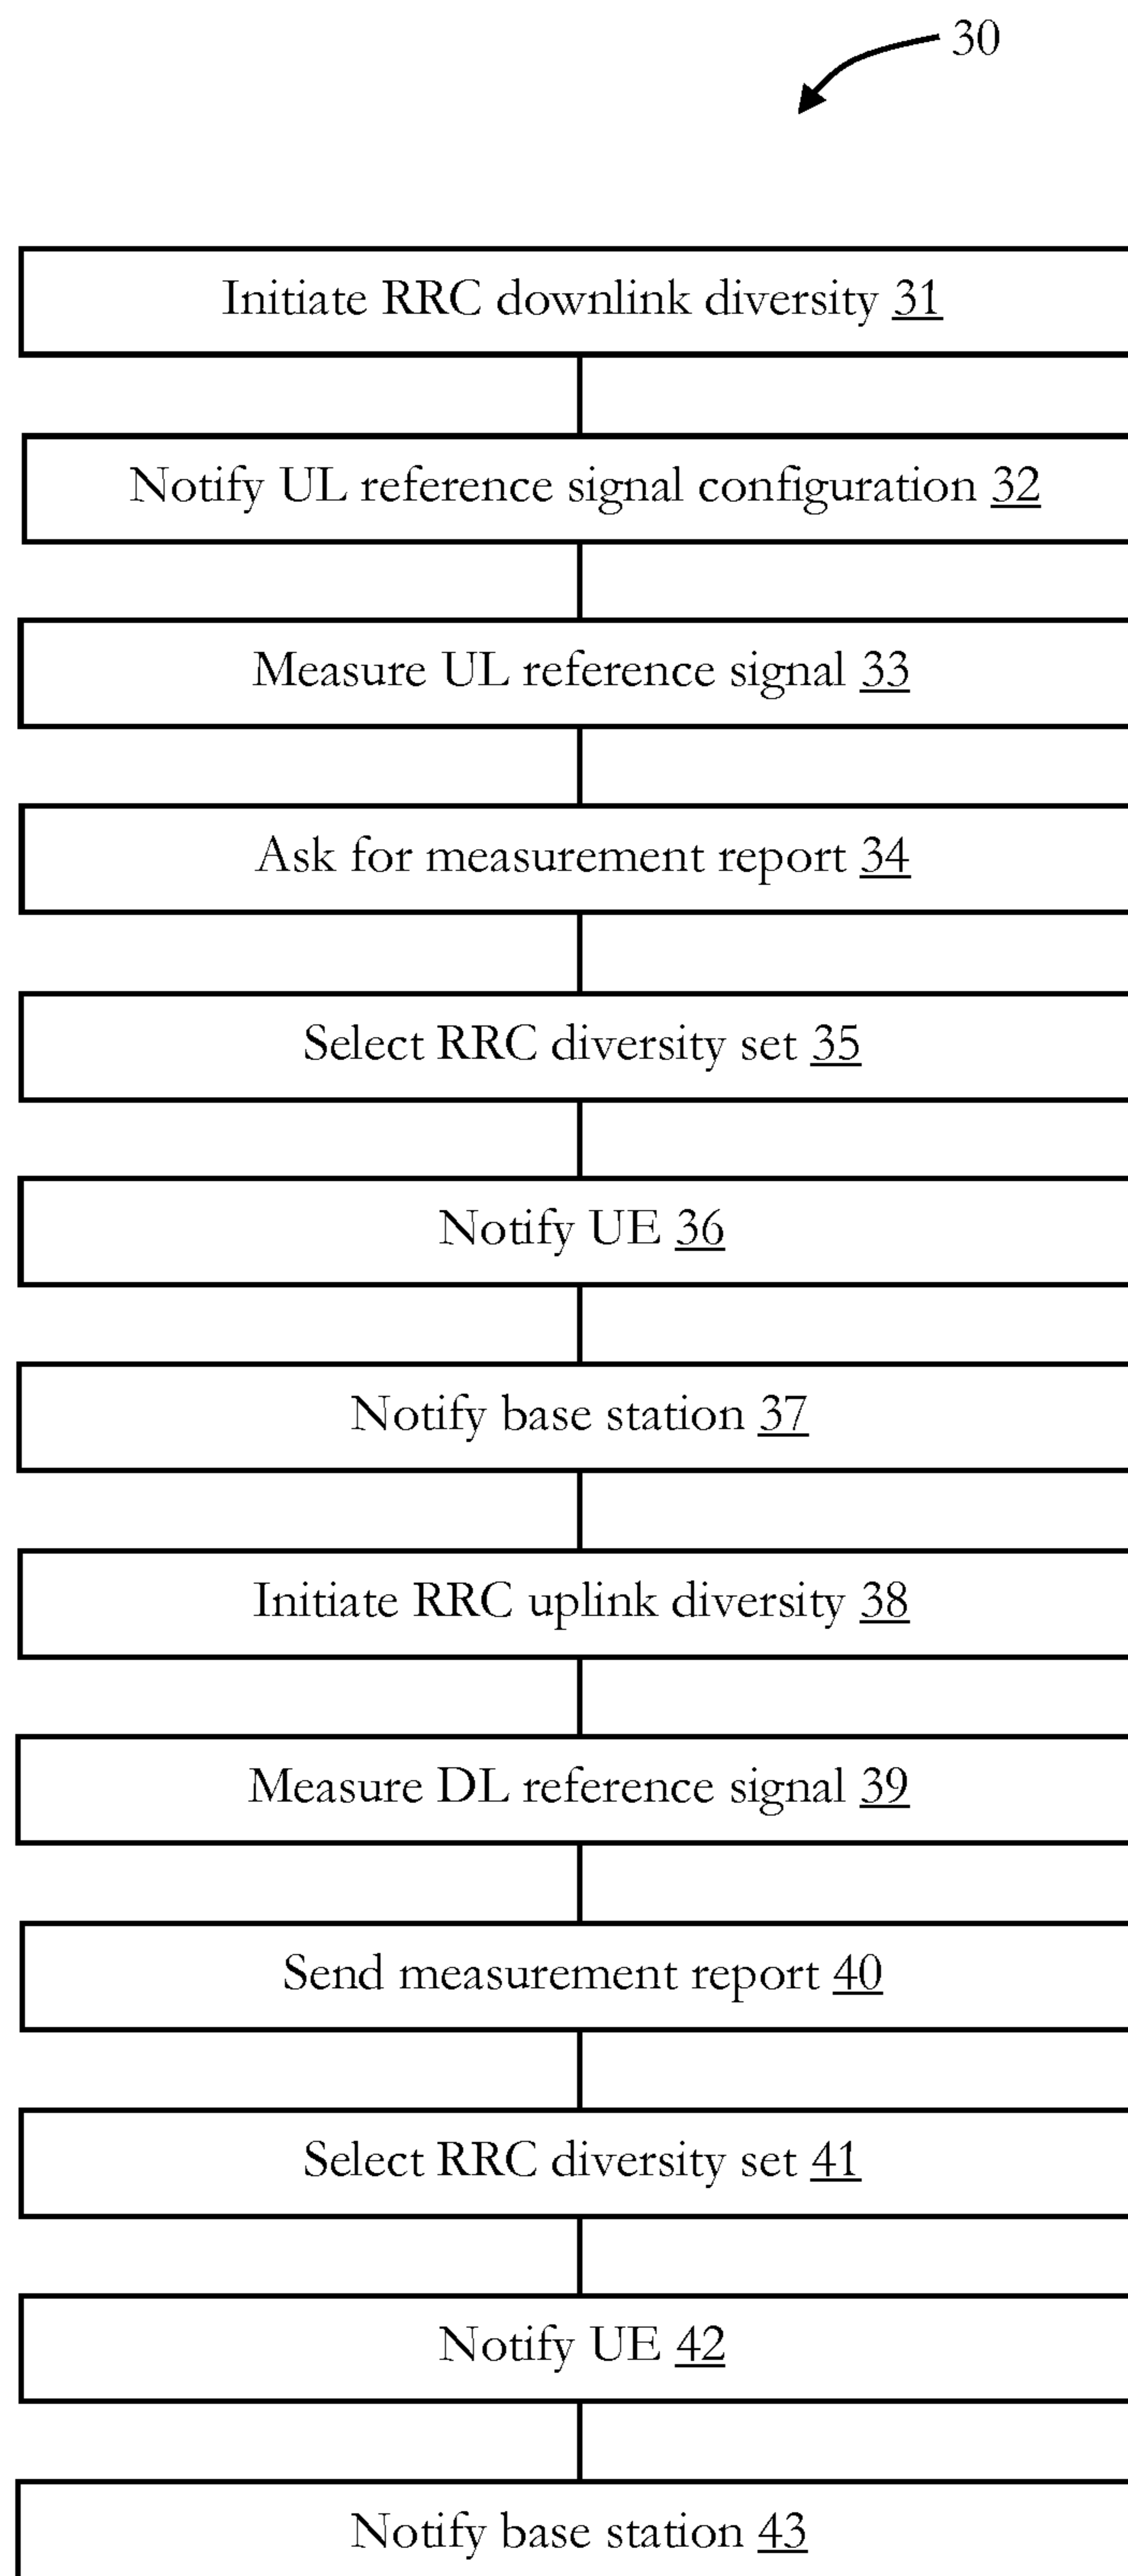 30
Initiate RRC downlink diversity 31
Notify UL reference signal configuration 32
Measure UL reference signal 33
Ask for measurement report 34
Select RRC diversity set 35
Notify UE 36
Notify base station 37
Initiate RRC uplink diversity 38
Measure DL reference signal 39
Send measurement report 40
Select RRC diversity set 41
Notify UE 42
Notify base station 43